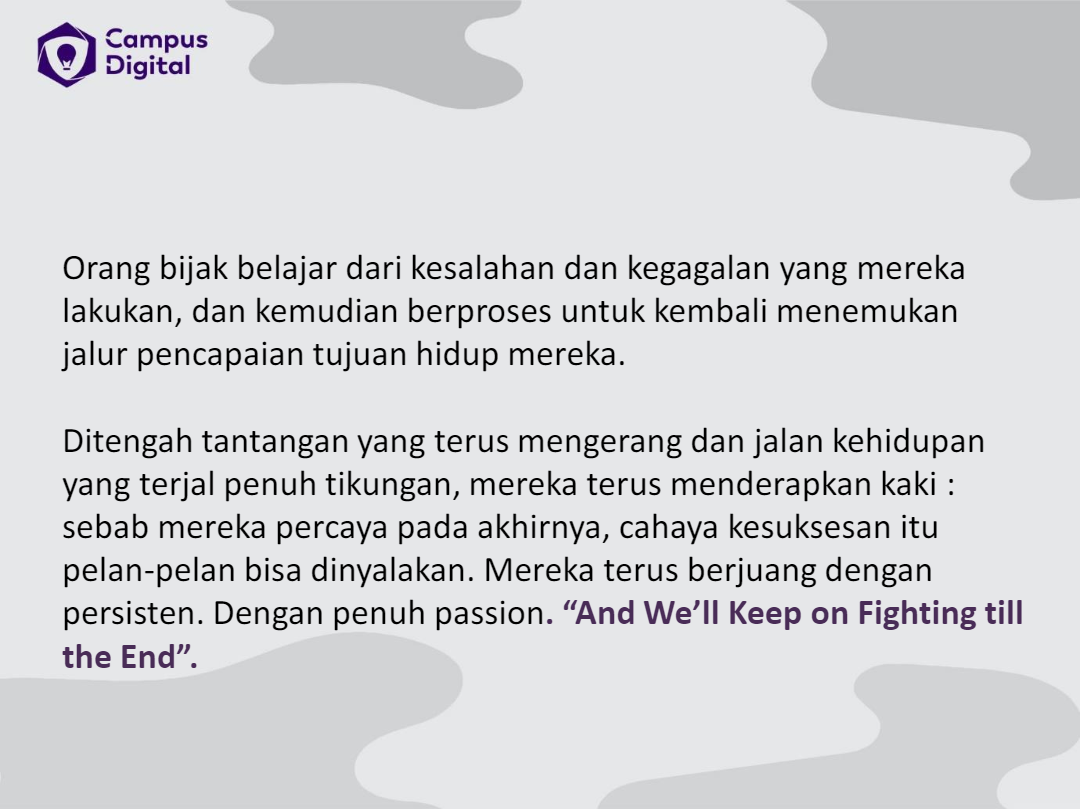 Campus
Digital
Orang bijak belajar dari kesalahan dan kegagalan yang mereka
lakukan, dan kemudian berproses untuk kembali menemukan
jalur pencapaian tujuan hidup mereka.
Ditengah tantangan yang terus mengerang dan jalan kehidupan
yang terjal penuh tikungan, mereka terus menderapkan kaki :
sebab mereka percaya pada akhirnya, cahaya kesuksesan itu
pelan-pelan bisa dinyalakan. Mereka terus berjuang dengan
persisten. Dengan penuh passion. “And We’ll Keep on Fighting till
the End”.